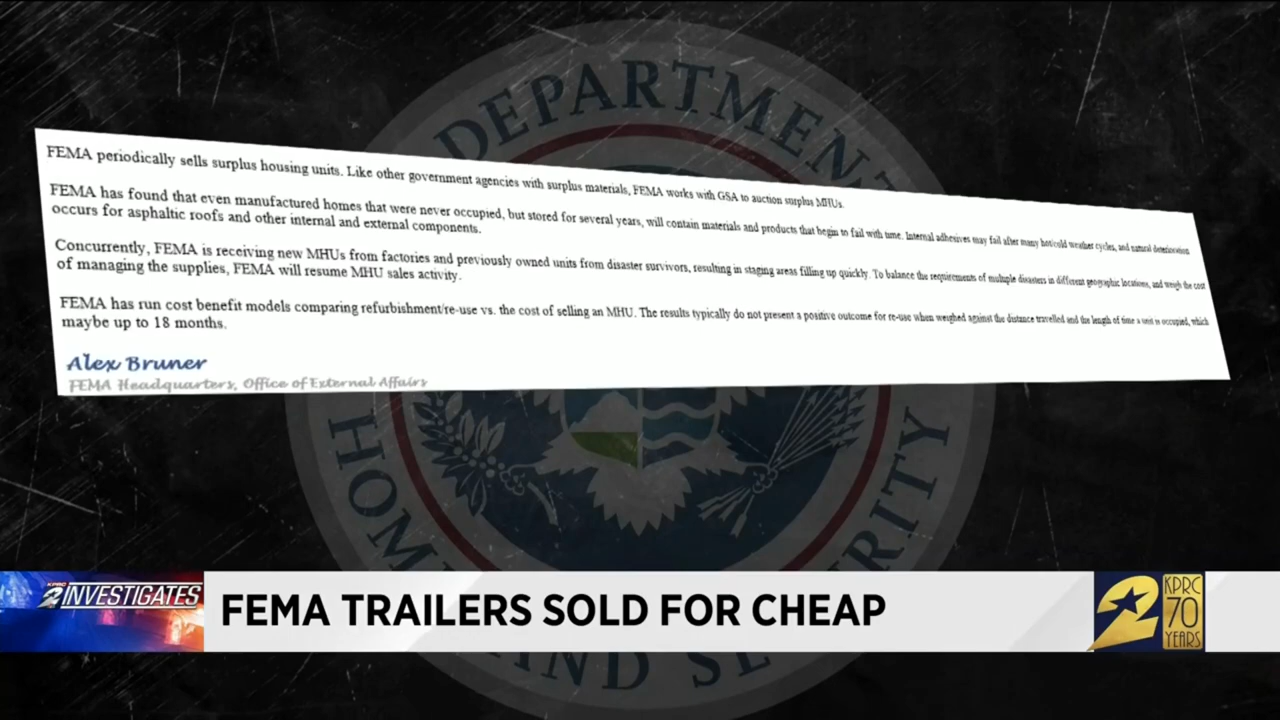 DEPARTMENT
FEMA periodically sells surplus housing units. Like other government agencies with surplus materials, FEMA works with GSA to auction surplus MHUs.
FEMA has found that even manufactured homes that were never occupied, but stored for several years, will contain materials and products that begin to fail with time. Internal adhesives may fail after many hot/cold weather cycles, and natural deterioration
occurs for asphaltic roofs and other internal and external components.
Concurrently, FEMA is receiving new MHUs from factories and previously owned units from disaster survivors, resulting in staging areas filling up quickly. To balance the requirements of multiple disasters in different geographic locations, and weigh the cost
of managing the supplies, FEMA will resume MHU sales activity.
FEMA has run cost benefit models comparing refurbishment/re-use vs. the cost of selling an MHU. The results typically do not present a positive outcome for re-use when weighed against the distance travelled and the length of time a unit is occupied, which
maybe up to 18 months.
Alex Bruner
FEMA Headquarters, Office of External Affairs
KPRC
2 INVESTIGATES
FEMA TRAILERS SOLD FOR CHEAP
2
KPRC
70
YEARS